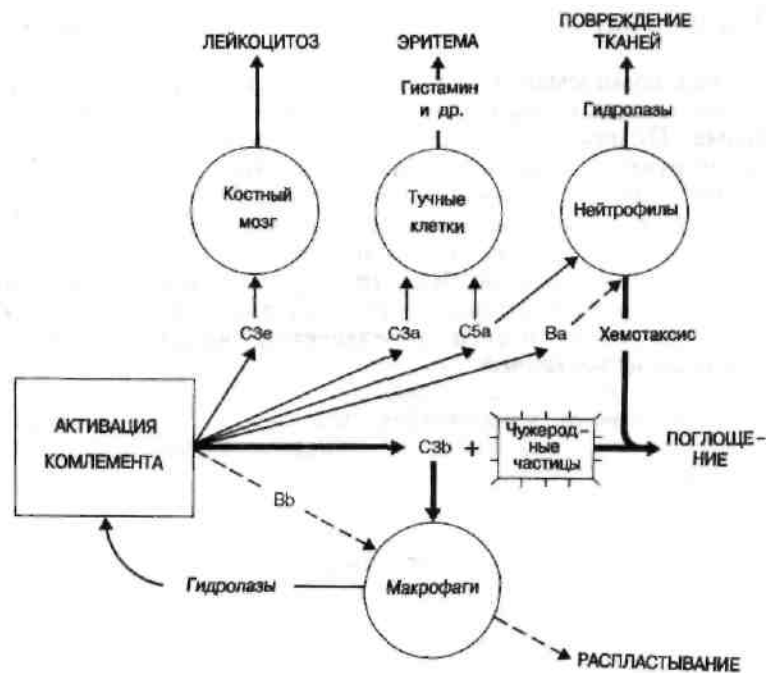 ЛЕЙКОЦИТОЗ
ЭРИТЕМА
ПОВРЕЖДЕНИЕ
ТКАНЕЙ
Гистамин
и др.
Гидролазы
Костный
мозг
Тучные
клетки
Нейтрофилы
C3e
C3a
C5a
Ba
Хемотаксис
АКТИВАЦИЯ
КОМЛЕМЕНТА
C3b
+
Чужерод-
ные
частицы
ПОГЛОЩЕ-
НИЕ
Bb
Гидролазы
Макрофаги
РАСПЛАСТЫВАНИЕ